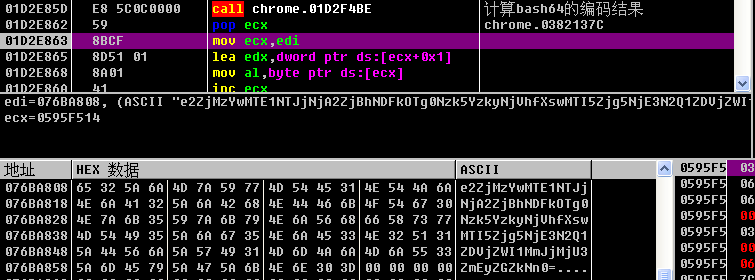 01D2E85D E8 5C0C0000 call chrome.01D2F4BE 计算bash64的编码结果
01D2E862 59 pop ecx chrome.0382137C
01D2E863 8BCF mov ecx,edi
01D2E865 8D51 01 lea edx,dword ptr ds:[ecx+0x1]
01D2E868 8A01 mov al,byte ptr ds:[ecx]
01D2E86A 41 inc ecx
edi=076BA808, (ASCII "e2ZjMzYwMTE1NTJjNjA2ZjBhNDFkOTg0Nzk5YzkyNjVhfXswMTI5Zjg5NjE3N2Q1ZDVjZWI1
ecx=0595F514
地址 HEX 数据 ASCII 0595F5 03
076BA808 65 32 5A 6A|4D 7A 59 77|4D 54 45 31|4E 54 4A 6A e2ZjMzYwMTE1NTJj 0595F5
076BA818 4E 6A 41 32|5A 6A 42 68|4E 44 46 6B|4F 54 67 30 NjA2ZjBhNDFkOTg0 0595F5
076BA828 4E 7A 6B 35|59 7A 6B 79|4E 6A 56 68|66 58 73 77 Nzk5YzkyNjVhfXsw 0595F5
076BA838 4D 54 49 35|5A 6A 67 35|4E 6A 45 33|4E 32 51 31 MTI5Zjg5NjE3N2Q1 0595F5
076BA848 5A 44 56 6A|5A 57 49 31|4D 6D 4A 6A|4D 6A 55 33 ZDVjZWI1MmJjMjU3 0595F5
076BA858 5A 6D 45 79|5A 47 5A 6B|4E 6E 30 3D|00 00 00 00 ZmEyZGZkNn0=.... 0595F5